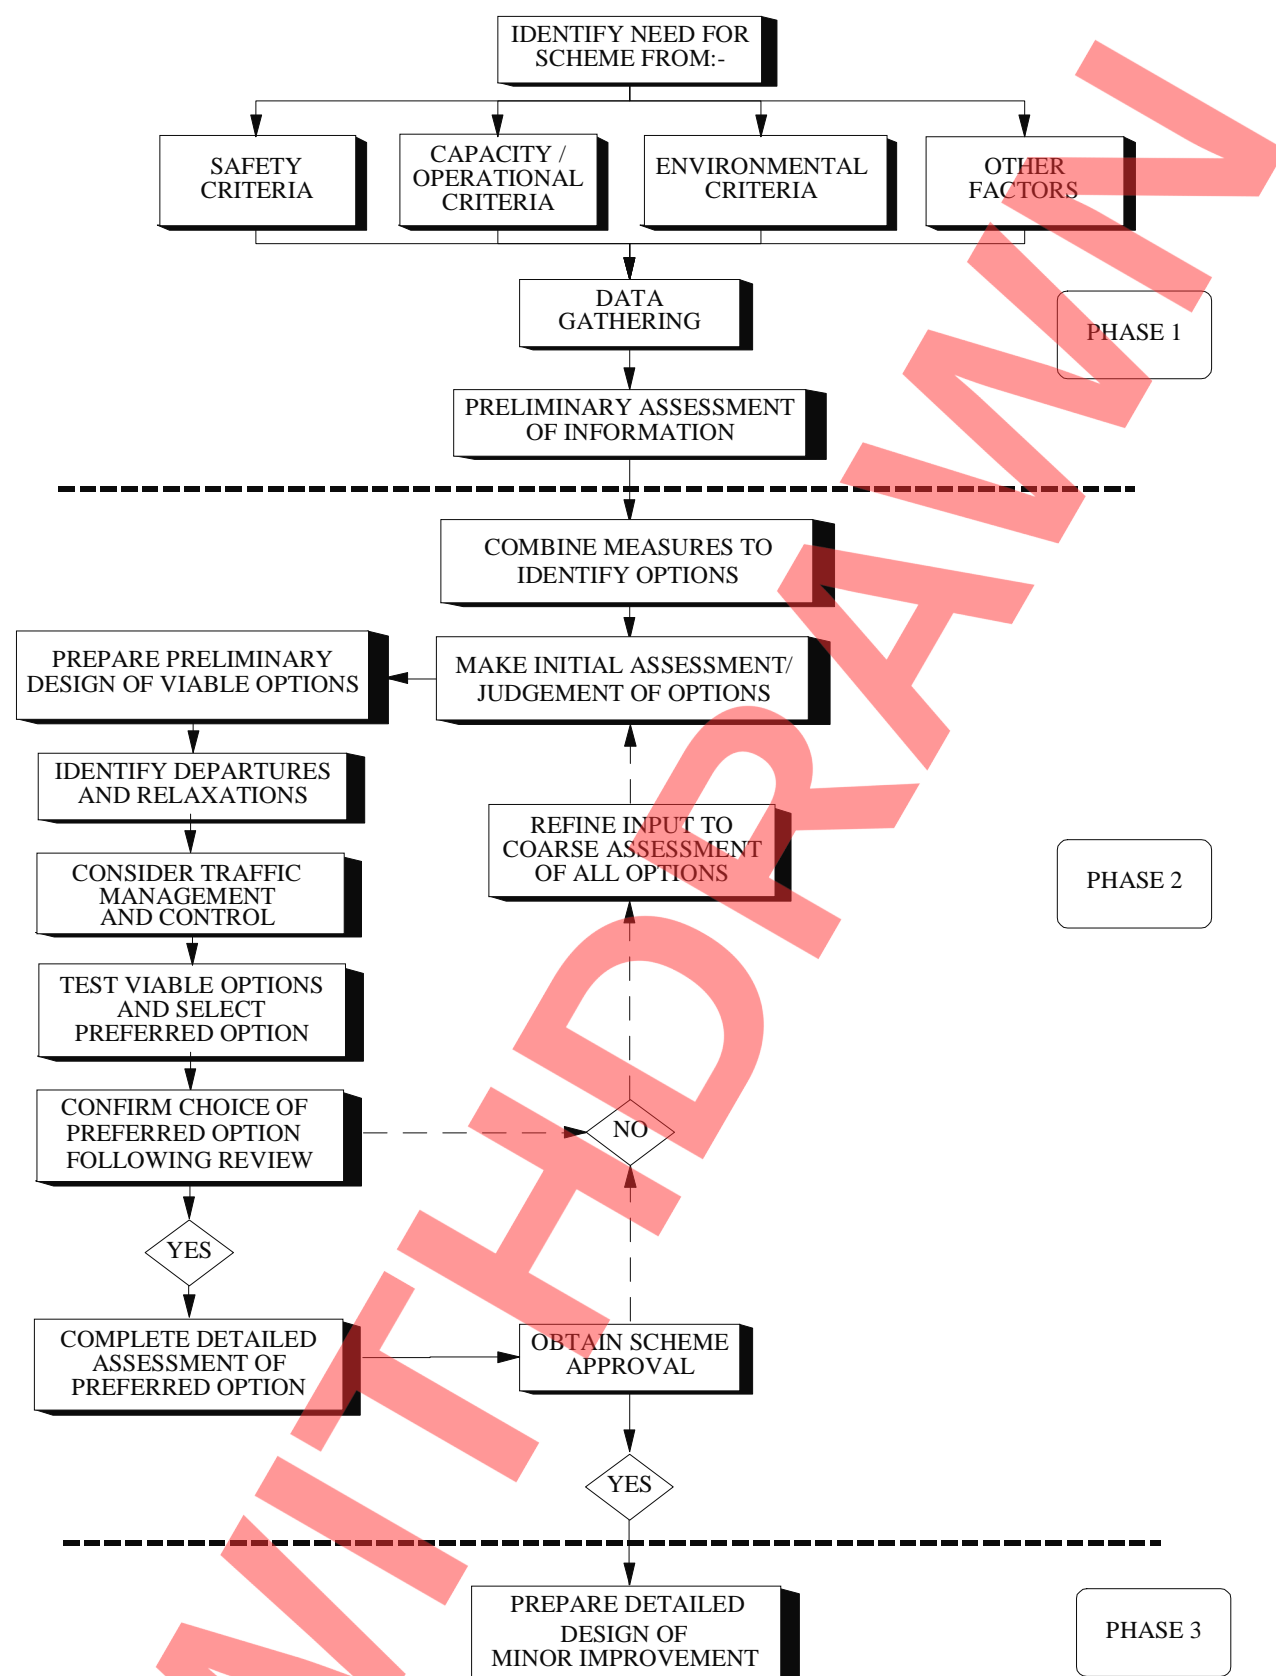 IDENTIFY NEED FOR
SCHEME FROM:-
SAFETY
CRITERIA
CAPACITY /
OPERATIONAL
CRITERIA
ENVIRONMENTAL
CRITERIA
OTHER
FACTORS
DATA
GATHERING
PHASE 1
PRELIMINARY ASSESSMENT
OF INFORMATION
COMBINE MEASURES TO
IDENTIFY OPTIONS
MAKE INITIAL ASSESSMENT/
JUDGEMENT OF OPTIONS
PREPARE PRELIMINARY
DESIGN OF VIABLE OPTIONS
IDENTIFY DEPARTURES
AND RELAXATIONS
REFINE INPUT TO
COARSE ASSESSMENT
OF ALL OPTIONS
CONSIDER TRAFFIC
MANAGEMENT
AND CONTROL
PHASE 2
TEST VIABLE OPTIONS
AND SELECT
PREFERRED OPTION
CONFIRM CHOICE OF
PREFERRED OPTION
FOLLOWING REVIEW
NO
YES
COMPLETE DETAILED
ASSESSMENT OF
PREFERRED OPTION
OBTAIN SCHEME
APPROVAL
YES
PREPARE DETAILED
DESIGN OF
MINOR IMPROVEMENT
PHASE 3
WITHDRAWN